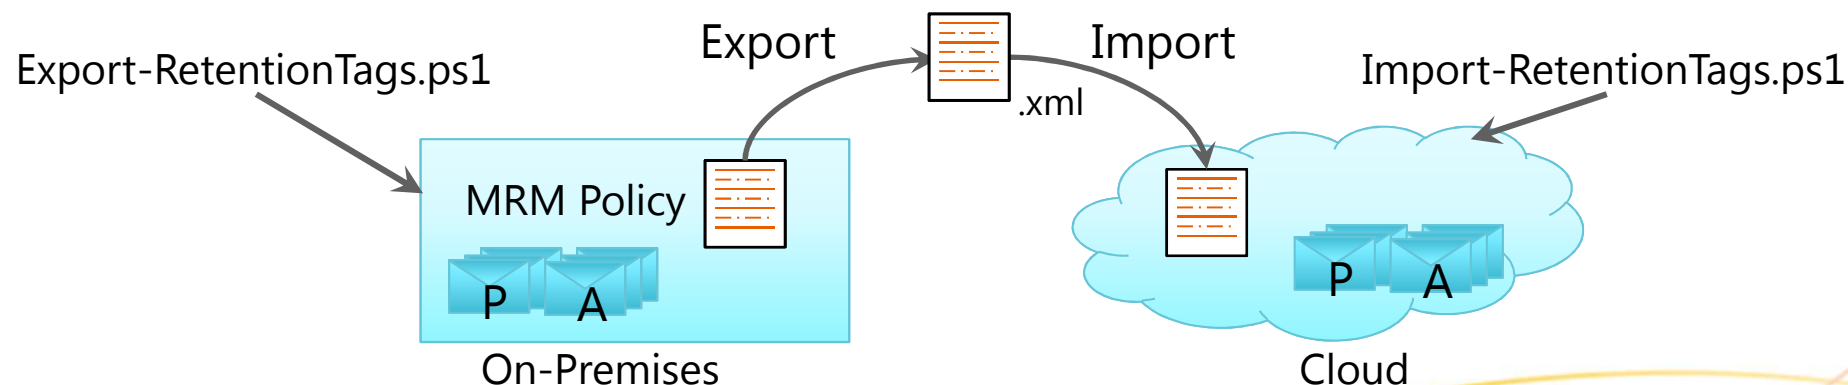 Export
Import
Export-RetentionTags.ps1
Import-RetentionTags.ps1
.xml
MRM Policy
P
A
P
A
On-Premises
Cloud